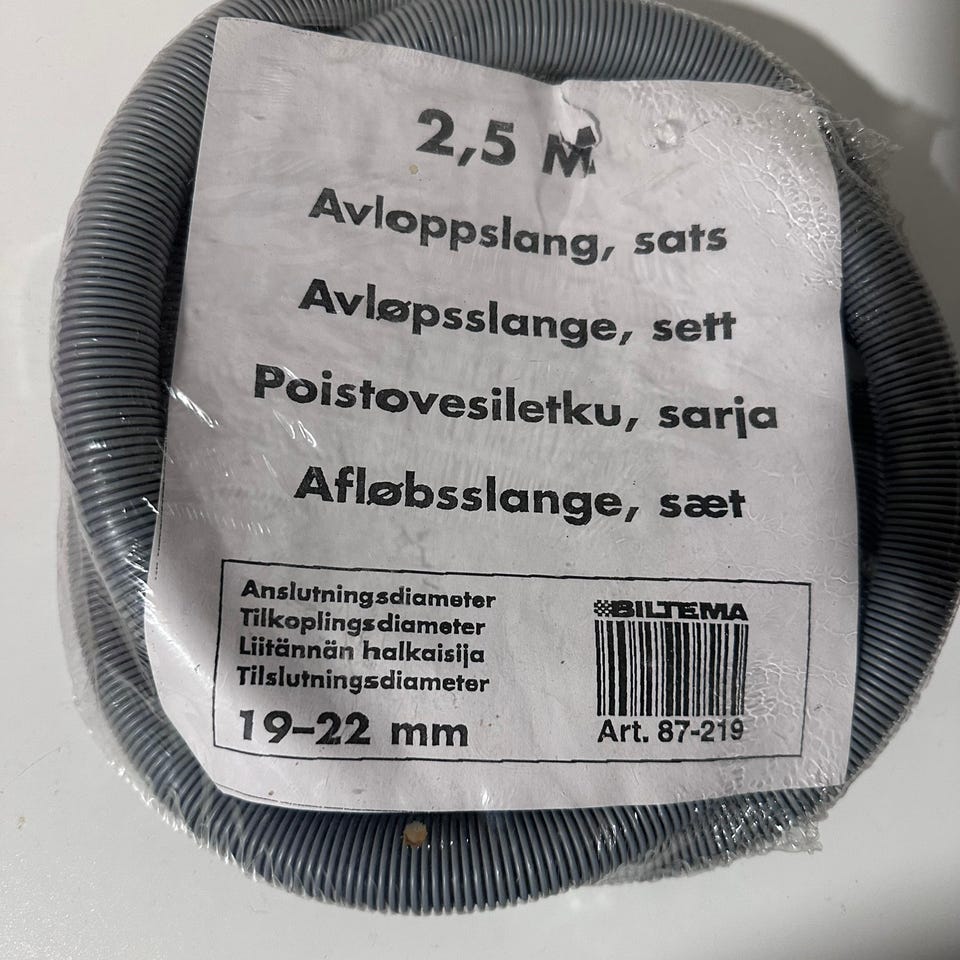 2,5 M
Avloppslang, sats
Avløpsslange, sett
Poistovesiletku, sarja
Afløbsslange, sæt
Anslutningsdiameter
Tilkoplingsdiameter
Liitännän halkaisija
Tilslutningsdiameter
19–22 mm
BILTEMA
Art. 87-219